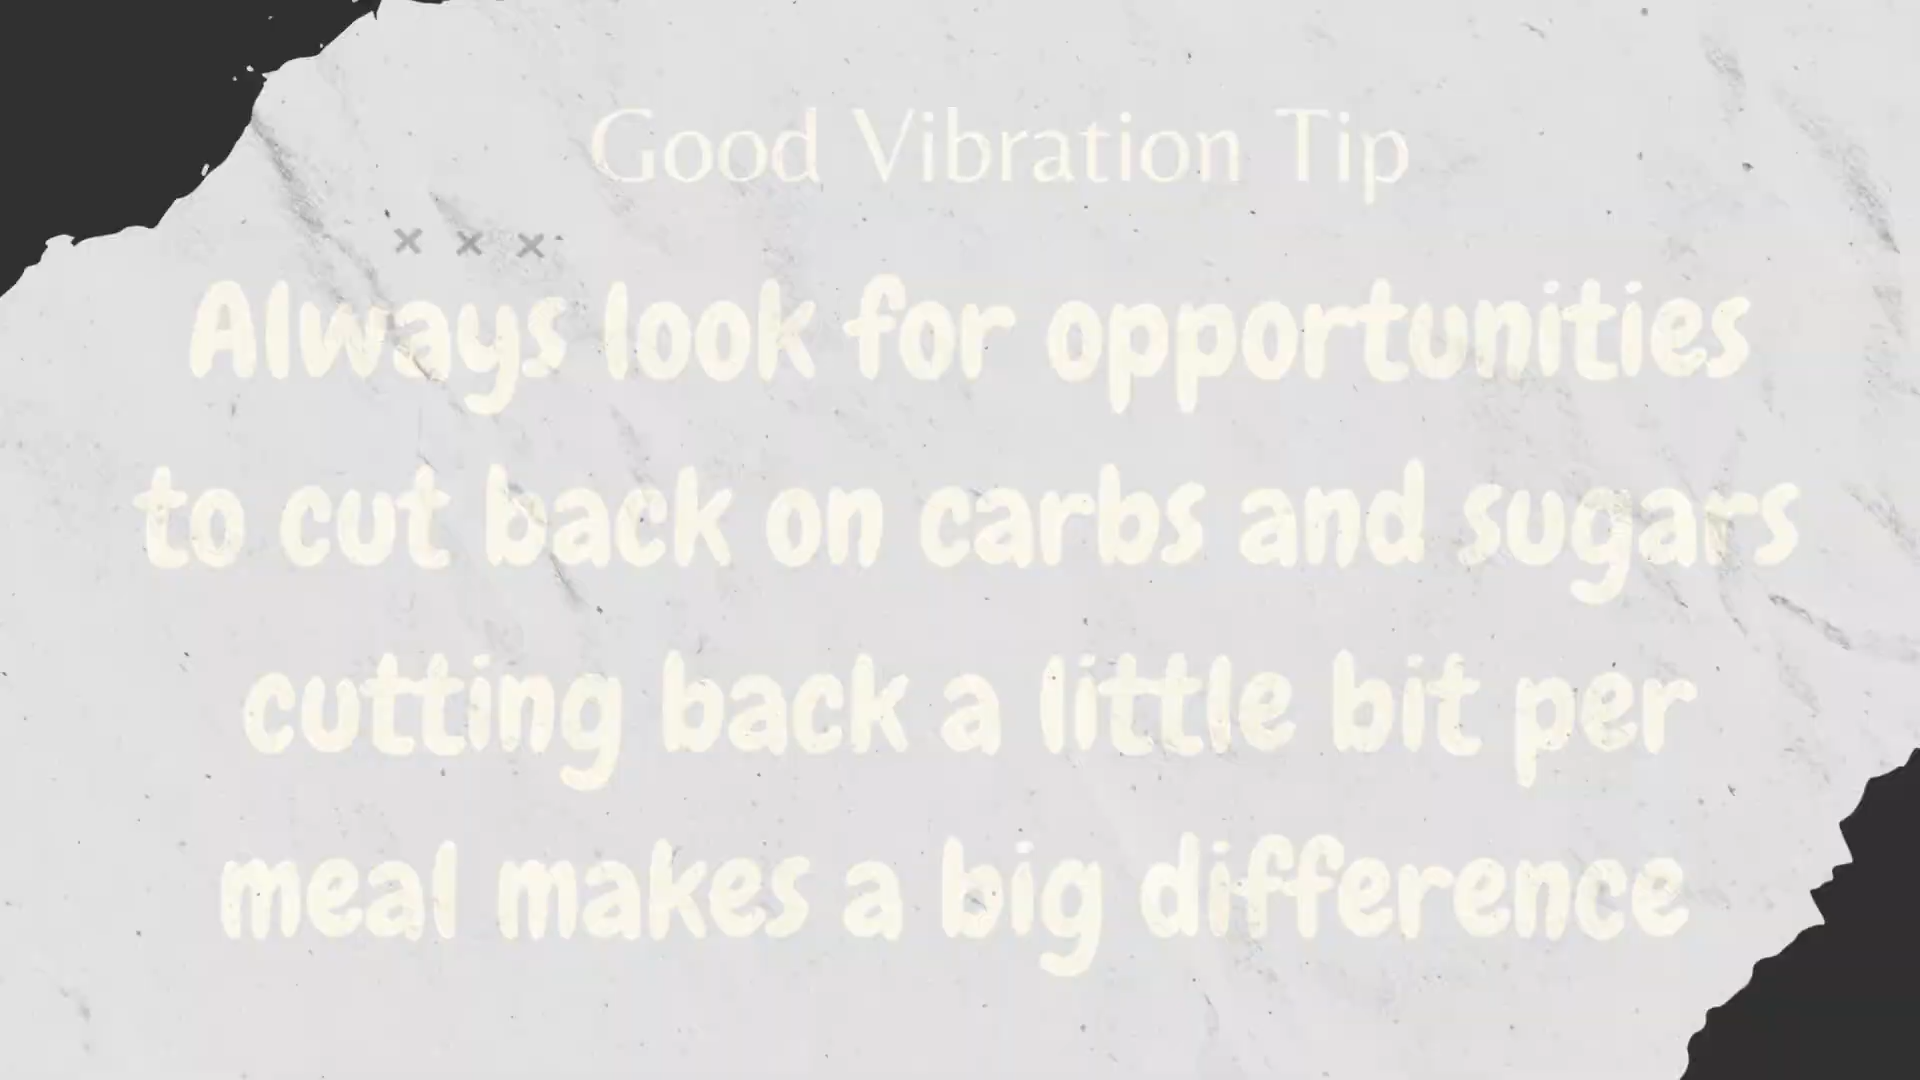 Good Vibration Tip
Always look for opportunities
to cut back on carbs and sugars
cutting back a little bit per
meal makes a big difference